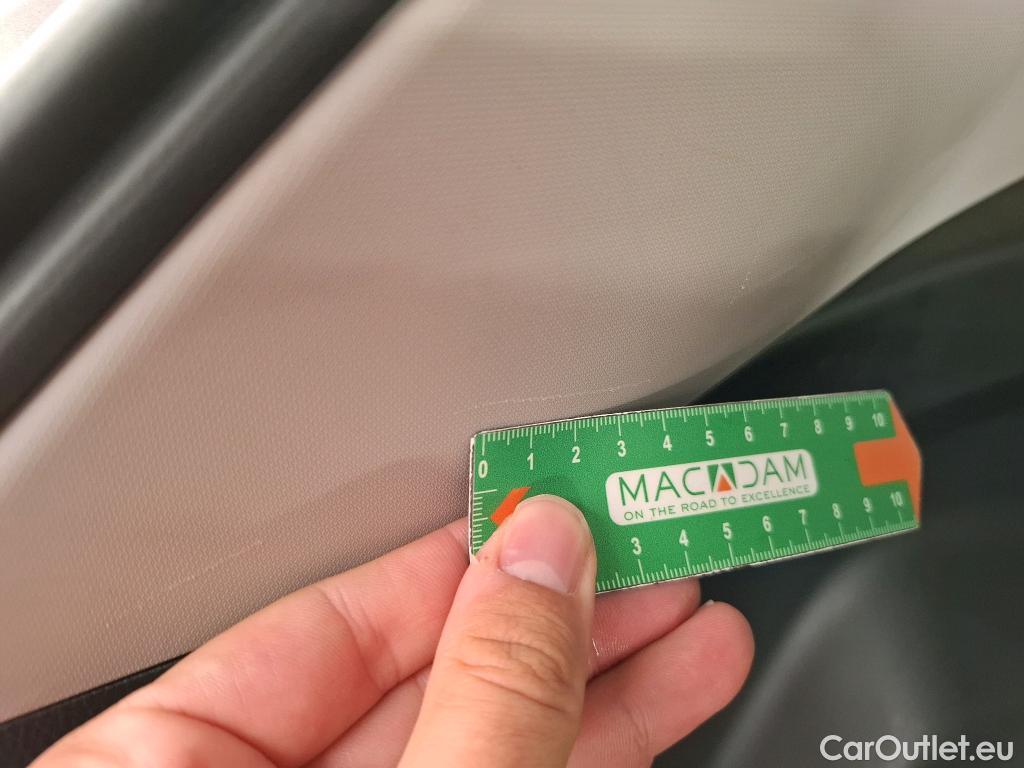 0 1 2 3 4 5 6 7 8 9 10
MACADAM
ON THE ROAD TO EXCELLENCE
3 4 5 6 7 8 9 10
CarOutlet.eu